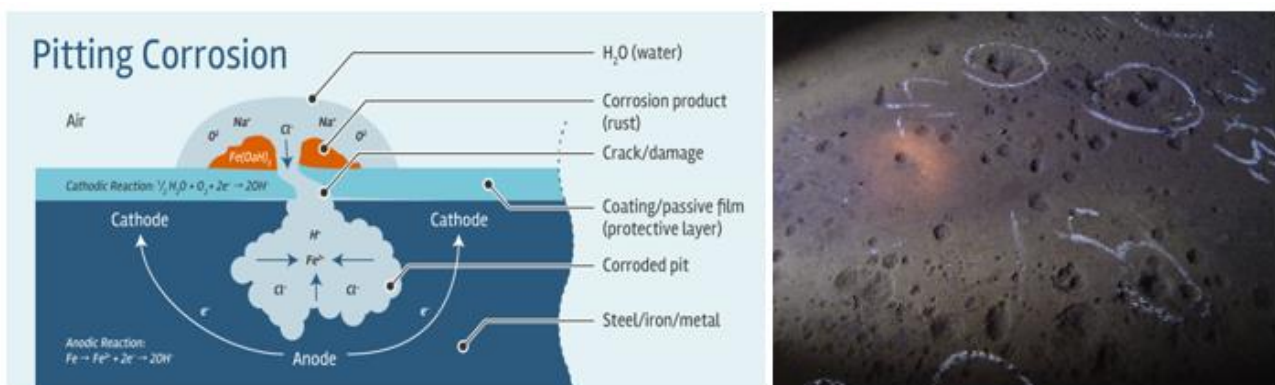 Pitting Corrosion
Air
H₂O (water)
Corrosion product
(rust)
Crack/damage
Coating/passive film
(protective layer)
Corroded pit
Steel/iron/metal
O² Na⁺ Cl⁻ Na⁺ O²
Fe(OaH)₃
Cathodic Reaction: ½ H₂O + O₂ + 2e⁻ → 2OH⁻
Cathode
Cathode
H⁺
Fe²⁺
Cl⁻ Cl⁻
e⁻ e⁻
Anodic Reaction:
Fe → Fe²⁺ + 2e⁻ → 2OH⁻
Anode